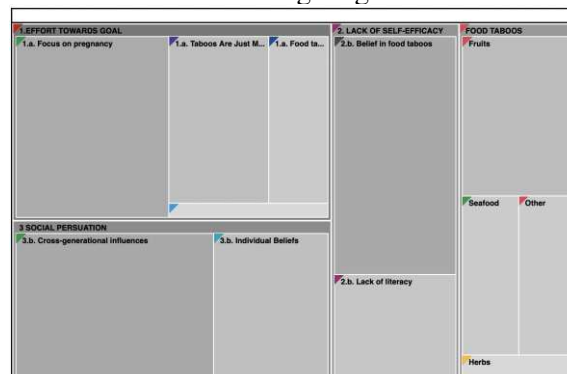 1.EFFORT TOWARDS GOAL
1.a. Focus on pregnancy
1.a. Taboos Are Just M...
1.a. Food ta...
2. LACK OF SELF-EFFICACY
2.b. Belief in food taboos
FOOD TABOOS
Fruits
3 SOCIAL PERSUATION
3.b. Cross-generational influences
3.b. Individual Beliefs
2.b. Lack of literacy
Seafood
Other
Herbs